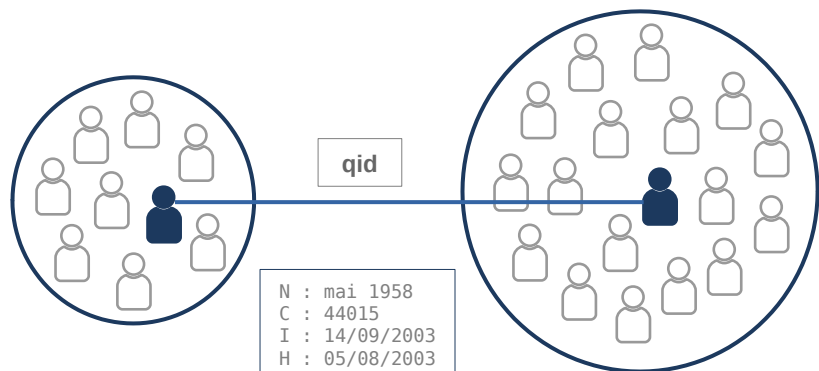 qid
N : mai 1958
C : 44015
I : 14/09/2003
H : 05/08/2003